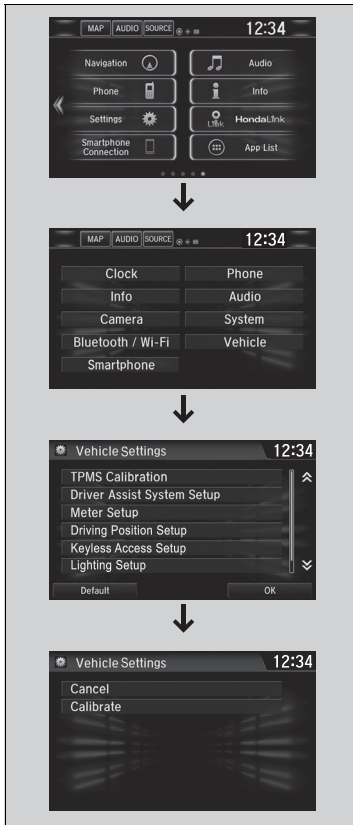 MAP AUDIO SOURCE 12:34
Navigation Audio
Phone Info
Settings Link HondaLink
Smartphone
Connection App List
MAP AUDIO SOURCE 12:34
Clock Phone
Info Audio
Camera System
Bluetooth / Wi-Fi Vehicle
Smartphone
Vehicle Settings 12:34
TPMS Calibration
Driver Assist System Setup
Meter Setup
Driving Position Setup
Keyless Access Setup
Lighting Setup
Default OK
Vehicle Settings 12:34
Cancel
Calibrate